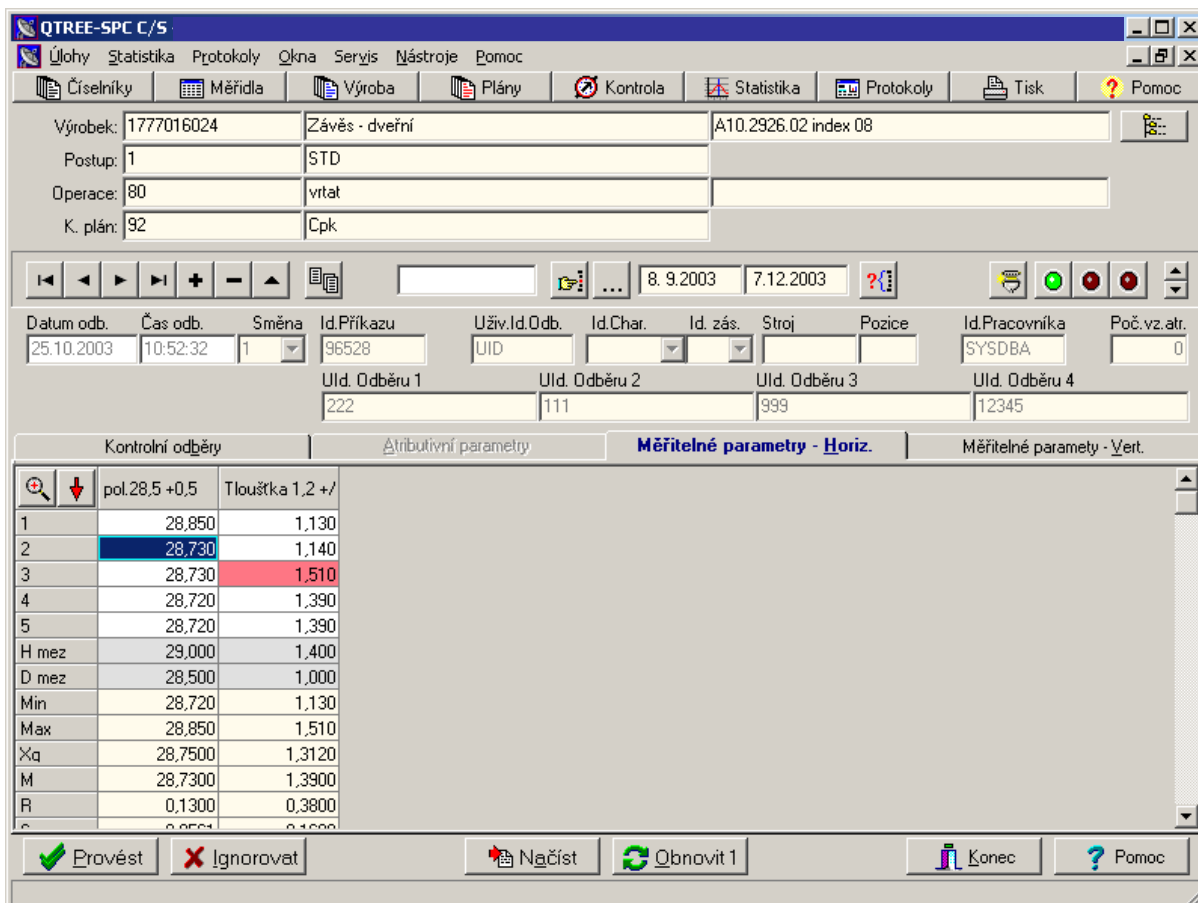 QTREE-SPC C/S
Úlohy Statistika Protokoly Okna Servis Nástroje Pomoc
Číselníky Měřidla Výroba Plány Kontrola Statistika Protokoly Tisk Pomoc
Výrobek: 1777016024 Závěs - dveřní A10.2926.02 index 08
Postup: 1 STD
Operace: 80 vrtat
K. plán: 92 Cpk
... 8. 9.2003 7.12.2003
Datum odb. Čas odb. Směna Id.Příkazu Uživ.Id.Odb. Id.Char. Id. zás. Stroj Pozice Id.Pracovníka Poč.vz.atr.
25.10.2003 10:52:32 1 96528 UID SYSDBA 0
UId. Odběru 1 UId. Odběru 2 UId. Odběru 3 UId. Odběru 4
222 111 999 12345
Kontrolní odběry Atributivní parametry Měřitelné parametry - Horiz. Měřitelné paramety - Vert.
pol.28,5 +0,5 Tloušťka 1,2 +/
1 28,850 1,130
2 28,730 1,140
3 28,730 1,510
4 28,720 1,390
5 28,720 1,390
H mez 29,000 1,400
D mez 28,500 1,000
Min 28,720 1,130
Max 28,850 1,510
Xq 28,7500 1,3120
M 28,7300 1,3900
R 0,1300 0,3800
Provést Ignorovat Načíst Obnovit 1 Konec Pomoc